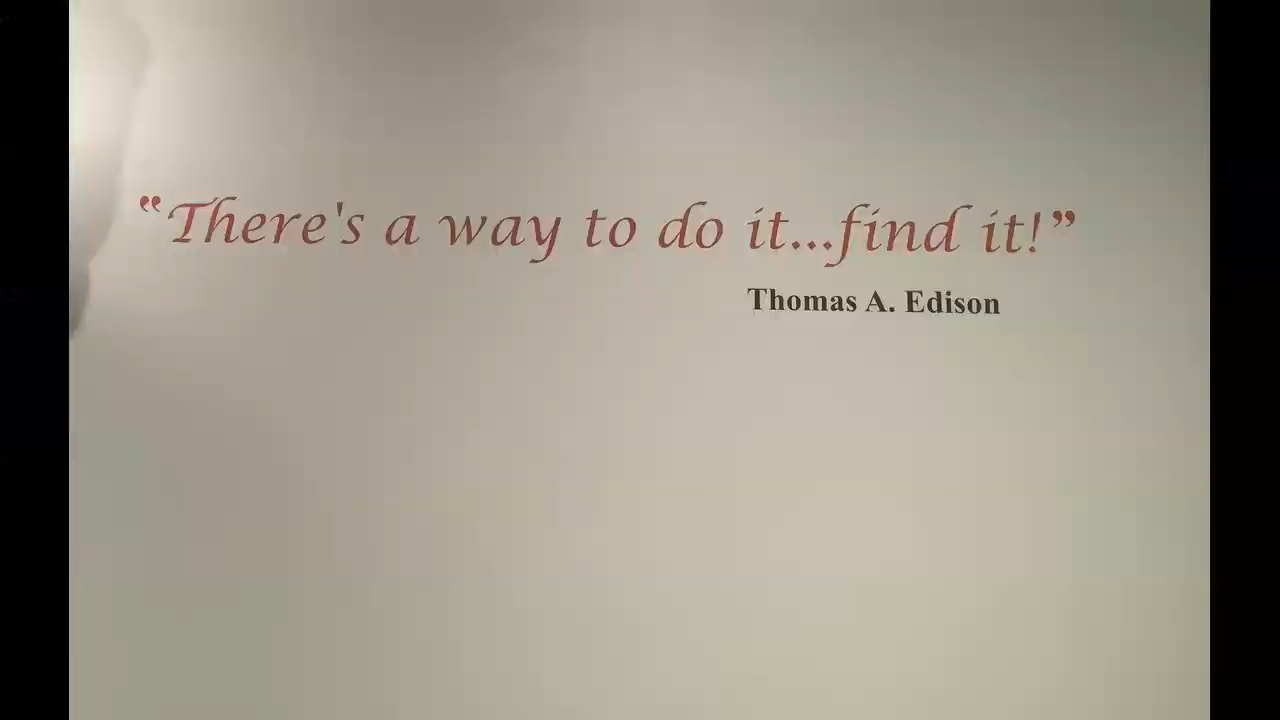 “There's a way to do it...find it!”
Thomas A. Edison